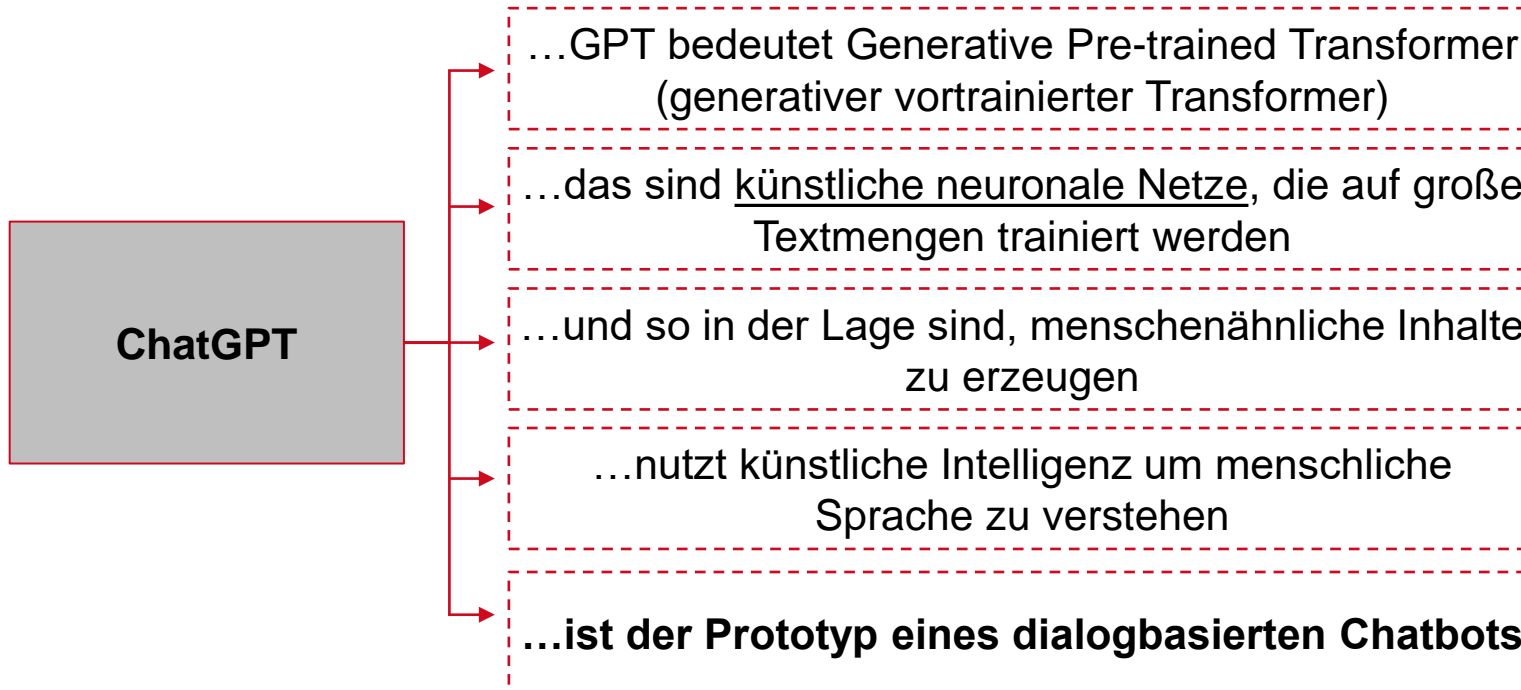 …GPT bedeutet Generative Pre-trained Transformer
(generativer vortrainierter Transformer)
…das sind künstliche neuronale Netze, die auf große
Textmengen trainiert werden
ChatGPT
…und so in der Lage sind, menschenähnliche Inhalte
zu erzeugen
…nutzt künstliche Intelligenz um menschliche
Sprache zu verstehen
…ist der Prototyp eines dialogbasierten Chatbots